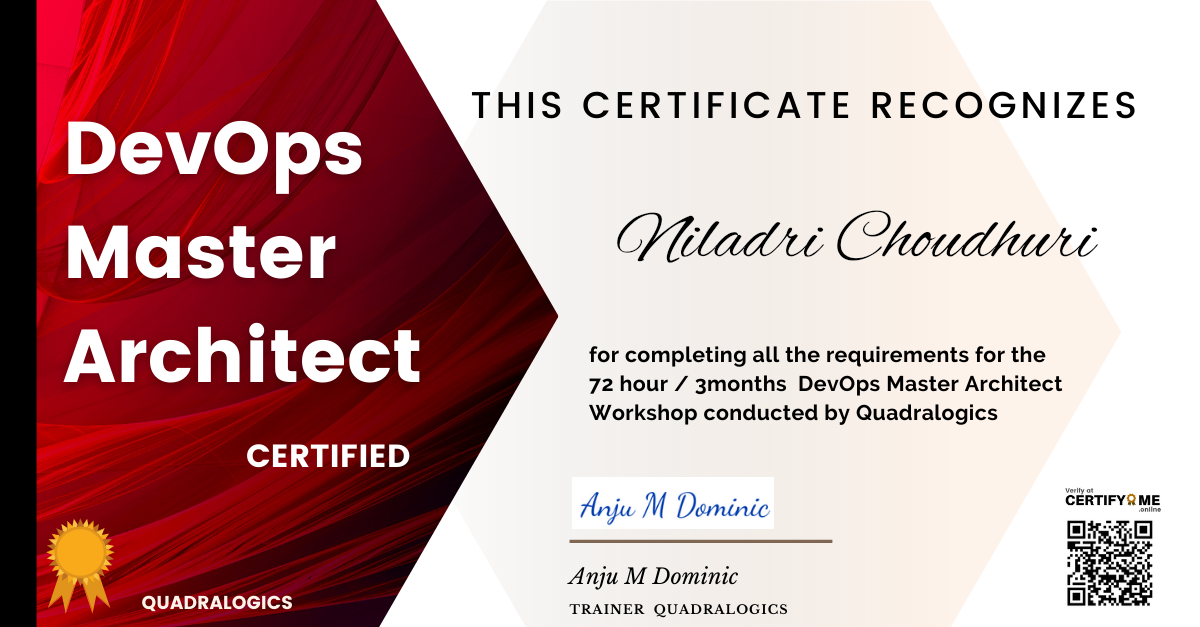 DevOps
Master
Architect
CERTIFIED
QUADRALOGICS
THIS CERTIFICATE RECOGNIZES
Niladri Choudhuri
for completing all the requirements for the
72 hour / 3months  DevOps Master Architect
Workshop conducted by Quadralogics
Anju M Dominic
Anju M Dominic
TRAINER QUADRALOGICS
Verify at
CERTIFY ME
.online